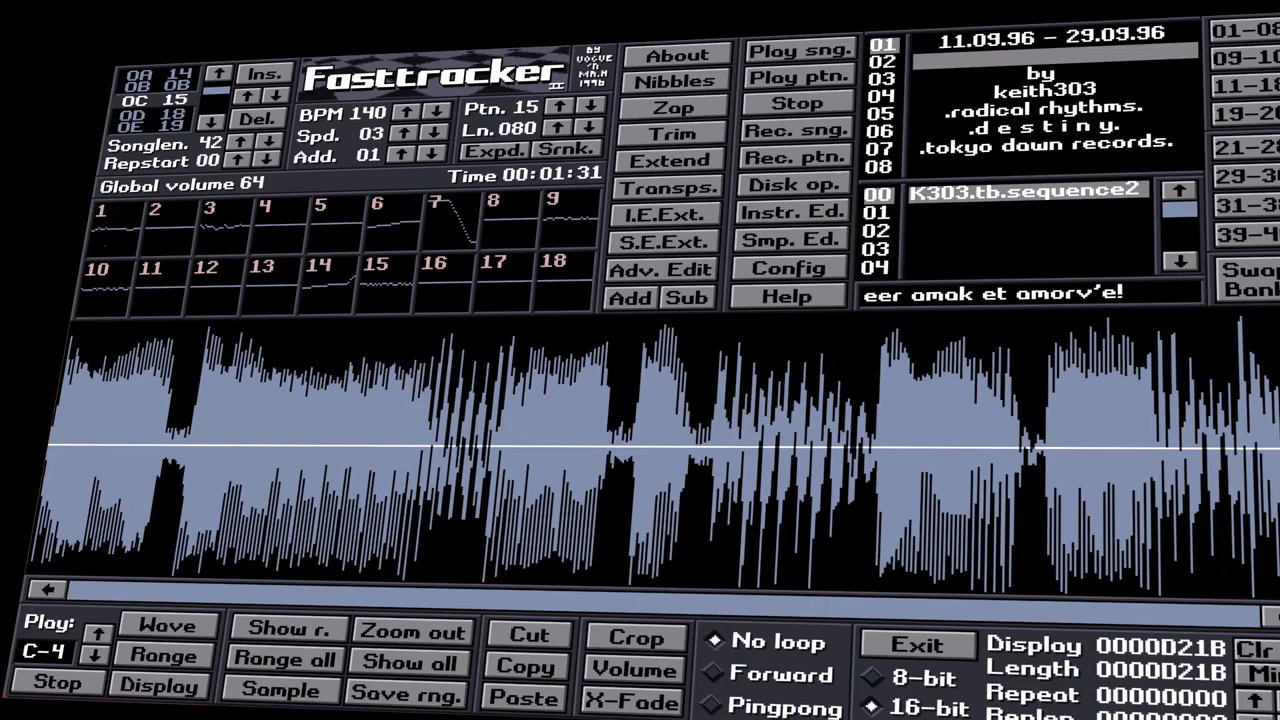 0A 14
0B 0B
0C 15
0D 18
0E 19
Ins.
Del.
Songlen. 42
Repstart 00
Fasttracker II
BY
VOGUE
'N
MR.H
1996
BPM 140
Spd. 03
Add. 01
Ptn. 15
Ln. 080
Expd. Srnk.
Global volume 64
Time 00:01:31
1 2 3 4 5 6 7 8 9
10 11 12 13 14 15 16 17 18
About
Nibbles
Zap
Trim
Extend
Transps.
I.E.Ext.
S.E.Ext.
Adv. Edit
Add Sub
Play sng.
Play ptn.
Stop
Rec. sng.
Rec. ptn.
Disk op.
Instr. Ed.
Smp. Ed.
Config
Help
01 11.09.96 - 29.09.96
02
03 by
04 keith303
05 .radical rhythms.
06 .d e s t i n y.
07 .tokyo dawn records.
08
00 K303.tb.sequence2
01
02
03
04
eer amak et amorv'e!
01-08
09-10
11-1
19-2
21-28
29-3
31-3
39-4
Swap
Bank
Play:
C-4
Stop
Wave
Range
Display
Show r.
Range all
Sample
Zoom out
Show all
Save rng.
Cut
Copy
Paste
Crop
Volume
X-Fade
No loop
Forward
Pingpong
Exit
8-bit
16-bit
Display 0000D21B
Length 0000D21B
Repeat 00000000
Clr
Mi